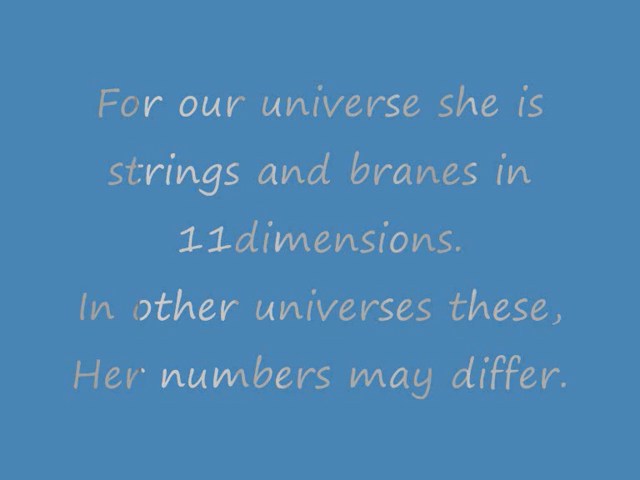 For our universe she is
strings and branes in
11dimensions.
In other universes these,
Her numbers may differ.